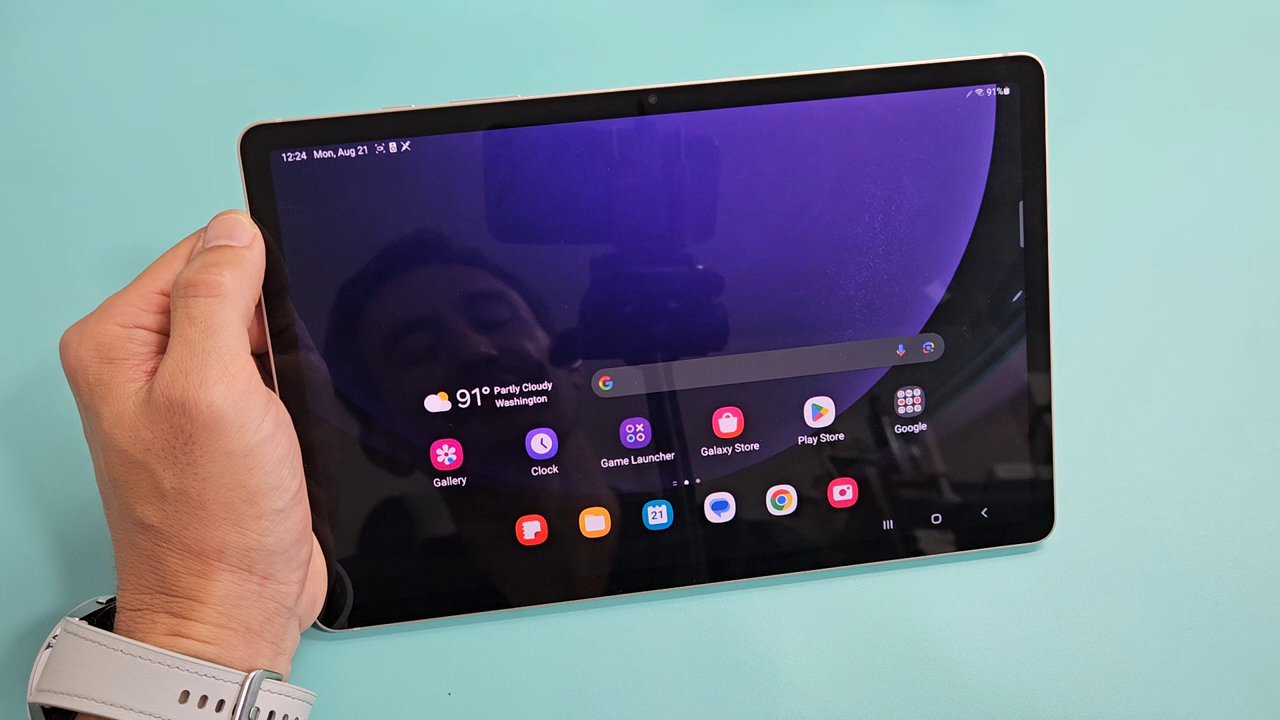 12:24 Mon, Aug 21
91%
91° Partly Cloudy
Washington
Gallery
Clock
Game Launcher
Galaxy Store
Play Store
Google
21